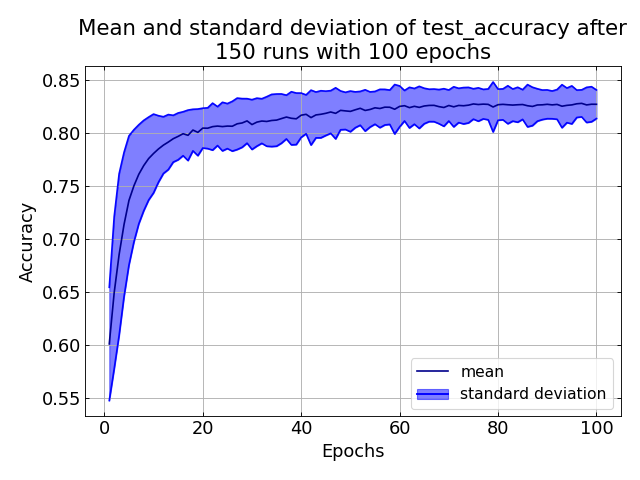 Mean and standard deviation of test_accuracy after
150 runs with 100 epochs
0.85
0.80
0.75
0.70
0.65
0.60
0.55
Accuracy
mean
standard deviation
0 20 40 60 80 100
Epochs